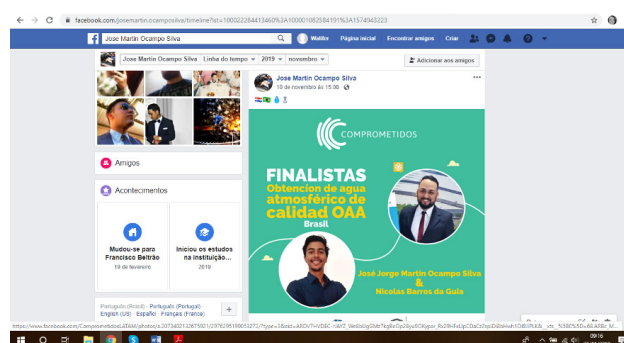 facebook.com/josemartin.ocamposilva/timeline?lst=100022284413460%3A100001082584191%3A1574943223
Jose Martin Ocampo Silva
Walifer
Página inicial
Encontrar amigos
Criar
Jose Martin Ocampo Silva
Linha do tempo
2019
novembro
Adicionar aos amigos
Jose Martin Ocampo Silva
10 de novembro às 15:06
COMPROMETIDOS
FINALISTAS
Obtencion de agua
atmosférico de
calidad OAA
Brasil
José Jorge Martin Ocampo Silva
&
Nicolas Barros da Guia
Amigos
Acontecimentos
Mudou-se para
Francisco Beltrão
19 de fevereiro
Iniciou os estudos
na instituição...
2018
Português (Brasil) · Português (Portugal) ·
English (US) · Español · Français (France)
09:16